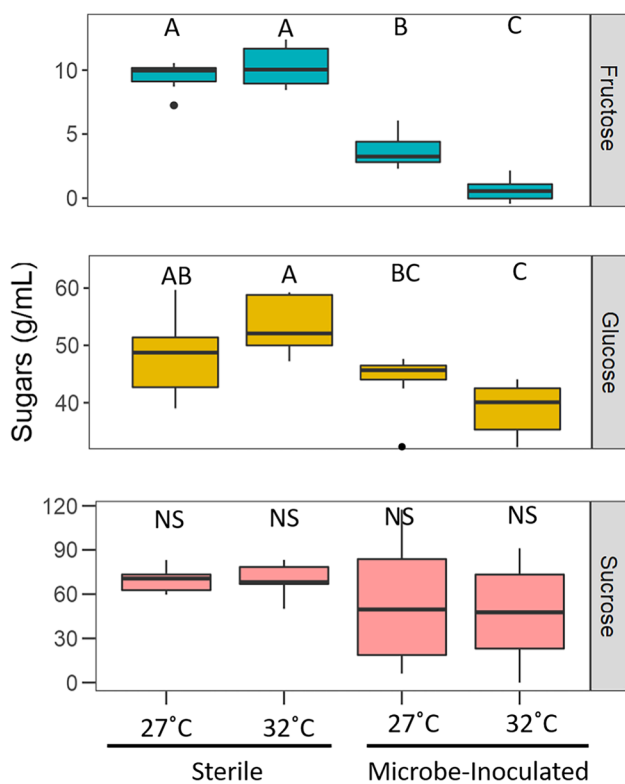 A A B C
10
5
0
Fructose
AB A BC C
60
50
40
Glucose
Sugars (g/mL)
NS NS NS NS
120
90
60
30
0
Sucrose
27˚C 32˚C 27˚C 32˚C
Sterile Microbe-Inoculated